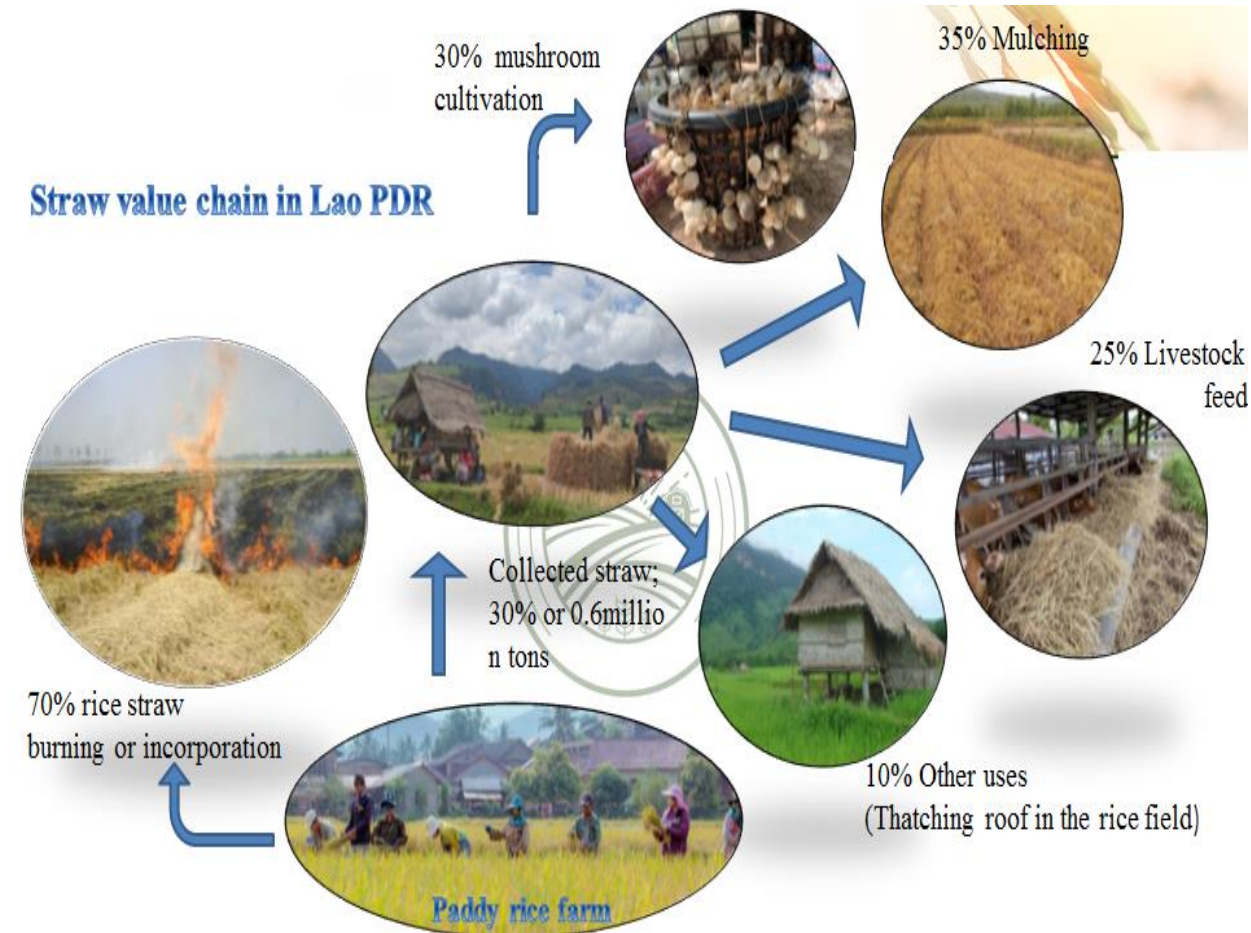 30% mushroom
cultivation
35% Mulching
Straw value chain in Lao PDR
25% Livestock
feed
Collected straw;
30% or 0.6millio
n tons
70% rice straw
burning or incorporation
10% Other uses
(Thatching roof in the rice field)
Paddy rice farm